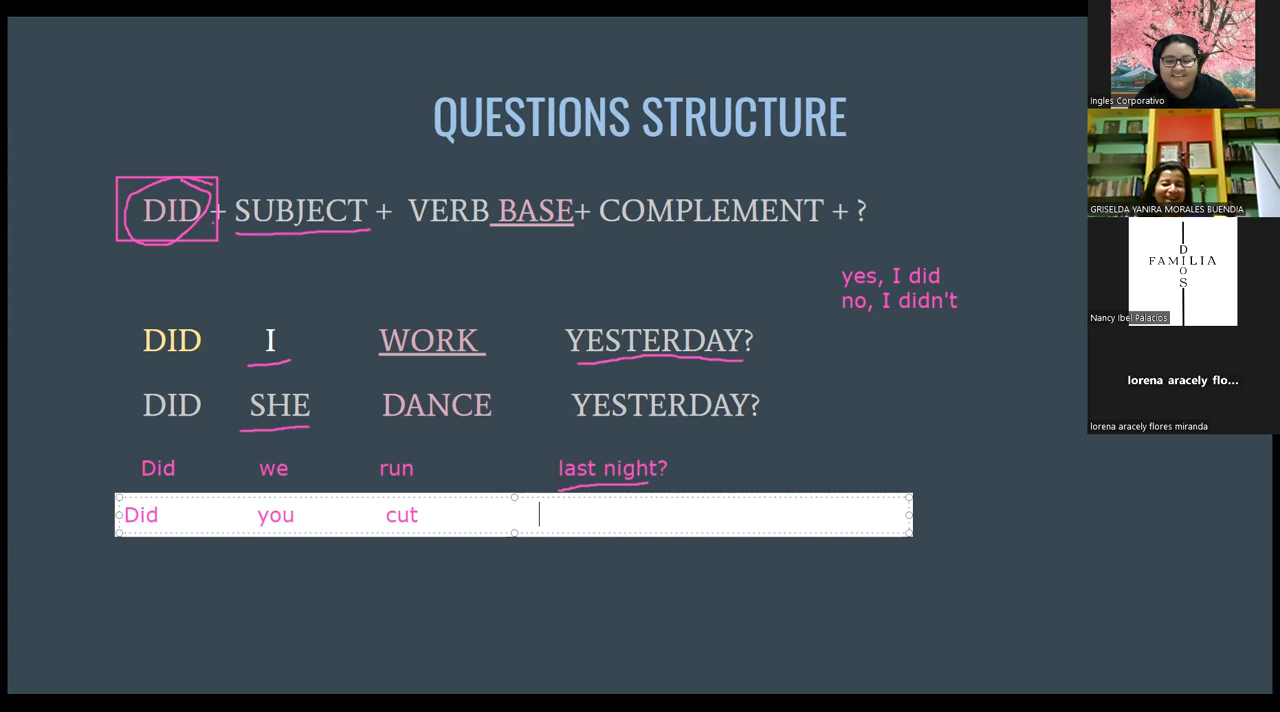 QUESTIONS STRUCTURE
DID + SUBJECT + VERB BASE+ COMPLEMENT + ?
yes, I did
no, I didn't
DID I WORK YESTERDAY?
DID SHE DANCE YESTERDAY?
Did we run last night?
Did you cut
Ingles Corporativo
GRISELDA YANIRA MORALES BUENDIA
FAMILIA
DIOS
Nancy Ibel Palacios
lorena aracely flo...
lorena aracely flores miranda